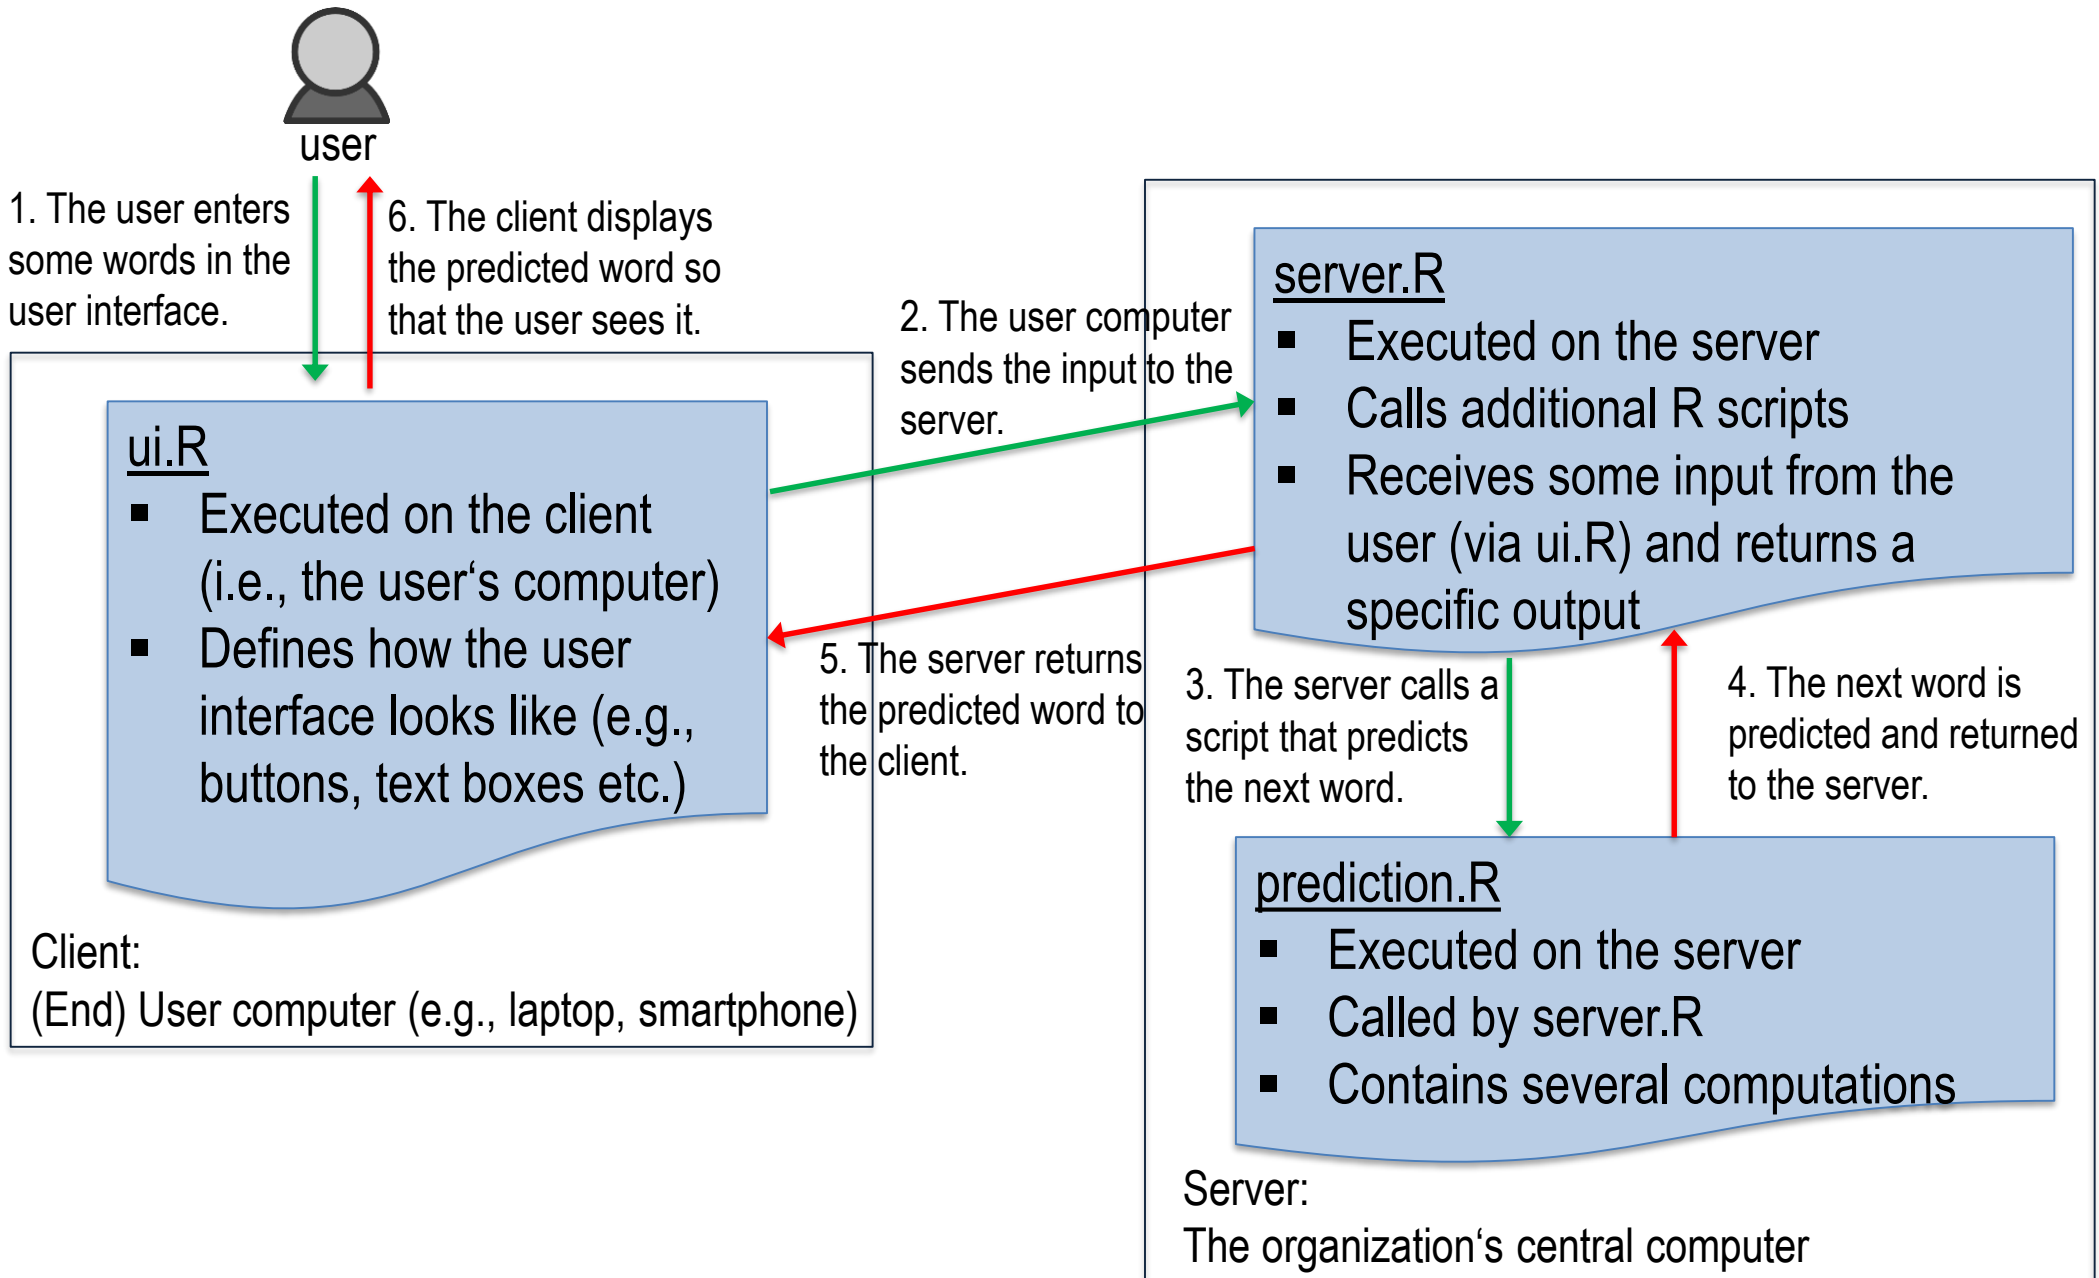 user
1. The user enters
some words in the
user interface.
6. The client displays
the predicted word so
that the user sees it.
2. The user computer
sends the input to the
server.
ui.R
▪ Executed on the client
(i.e., the user‘s computer)
▪ Defines how the user
interface looks like (e.g.,
buttons, text boxes etc.)
Client:
(End) User computer (e.g., laptop, smartphone)
5. The server returns
the predicted word to
the client.
server.R
▪ Executed on the server
▪ Calls additional R scripts
▪ Receives some input from the
user (via ui.R) and returns a
specific output
3. The server calls a
script that predicts
the next word.
4. The next word is
predicted and returned
to the server.
prediction.R
▪ Executed on the server
▪ Called by server.R
▪ Contains several computations
Server:
The organization‘s central computer